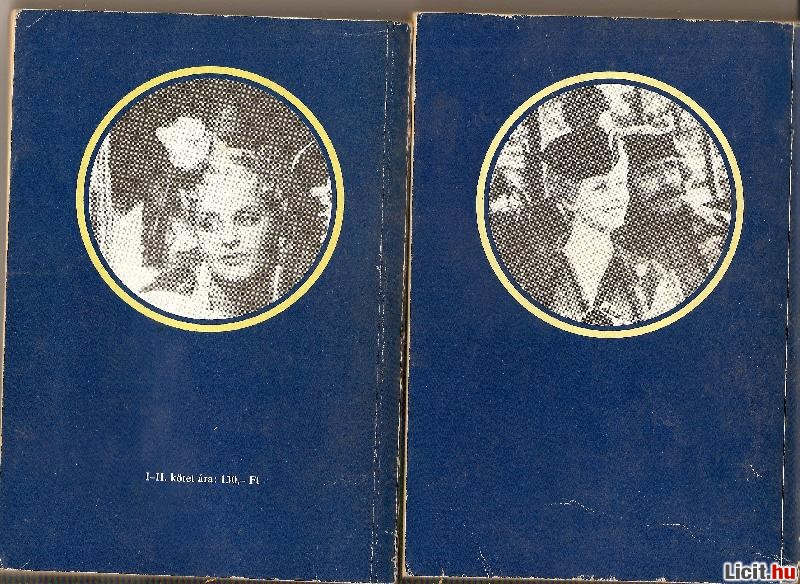 I–II. kötet ára: 130,– Ft
Licit.hu